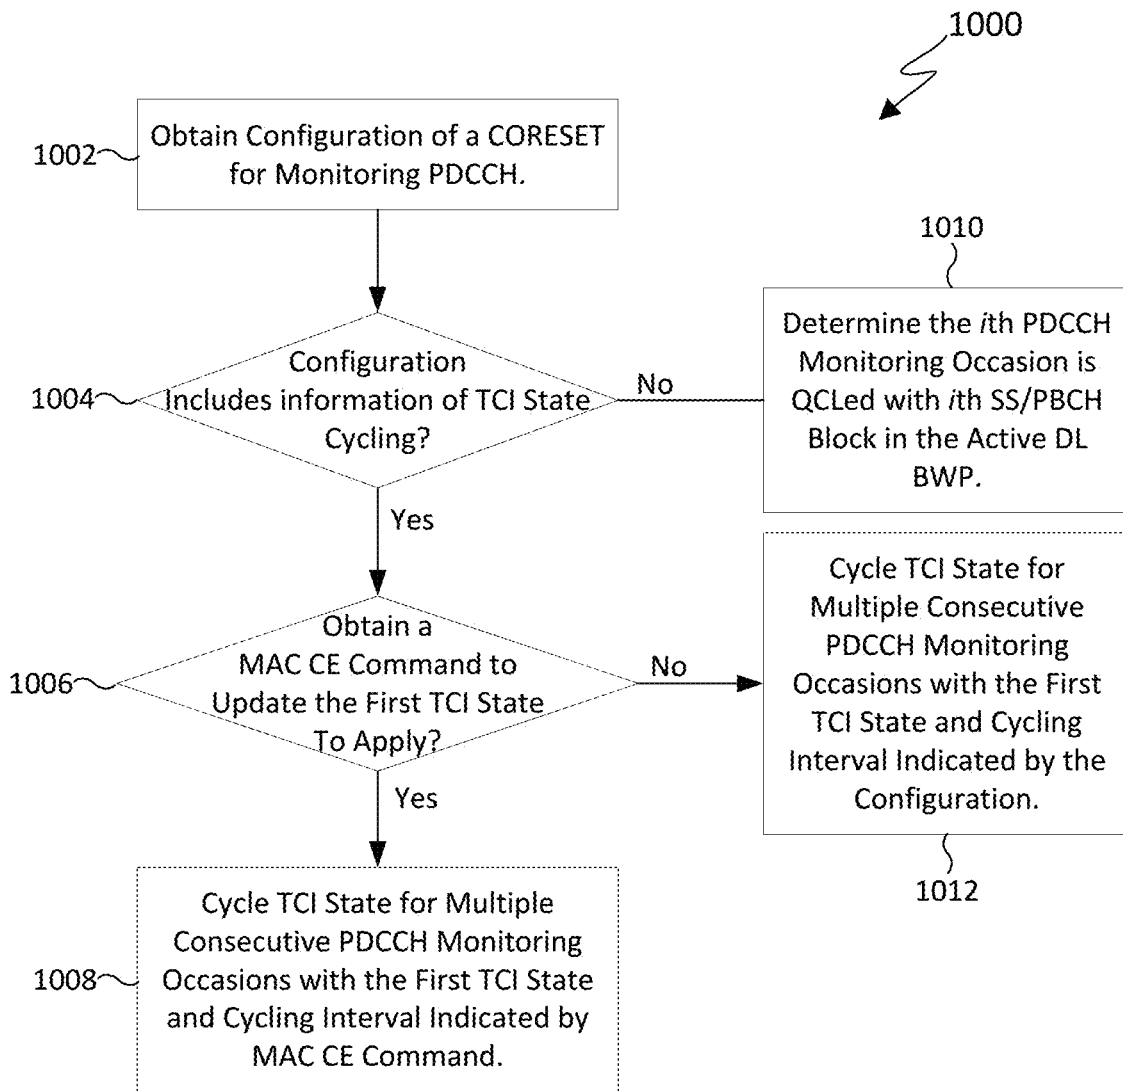 1000
1002
Obtain Configuration of a CORESET
for Monitoring PDCCH.
1004
Configuration
Includes information of TCI State
Cycling?
No
1010
Determine the ith PDCCH
Monitoring Occasion is
QCLed with ith SS/PBCH
Block in the Active DL
BWP.
Yes
1006
Obtain a
MAC CE Command to
Update the First TCI State
To Apply?
No
Cycle TCI State for
Multiple Consecutive
PDCCH Monitoring
Occasions with the First
TCI State and Cycling
Interval Indicated by the
Configuration.
1012
Yes
1008
Cycle TCI State for Multiple
Consecutive PDCCH Monitoring
Occasions with the First TCI State
and Cycling Interval Indicated by
MAC CE Command.